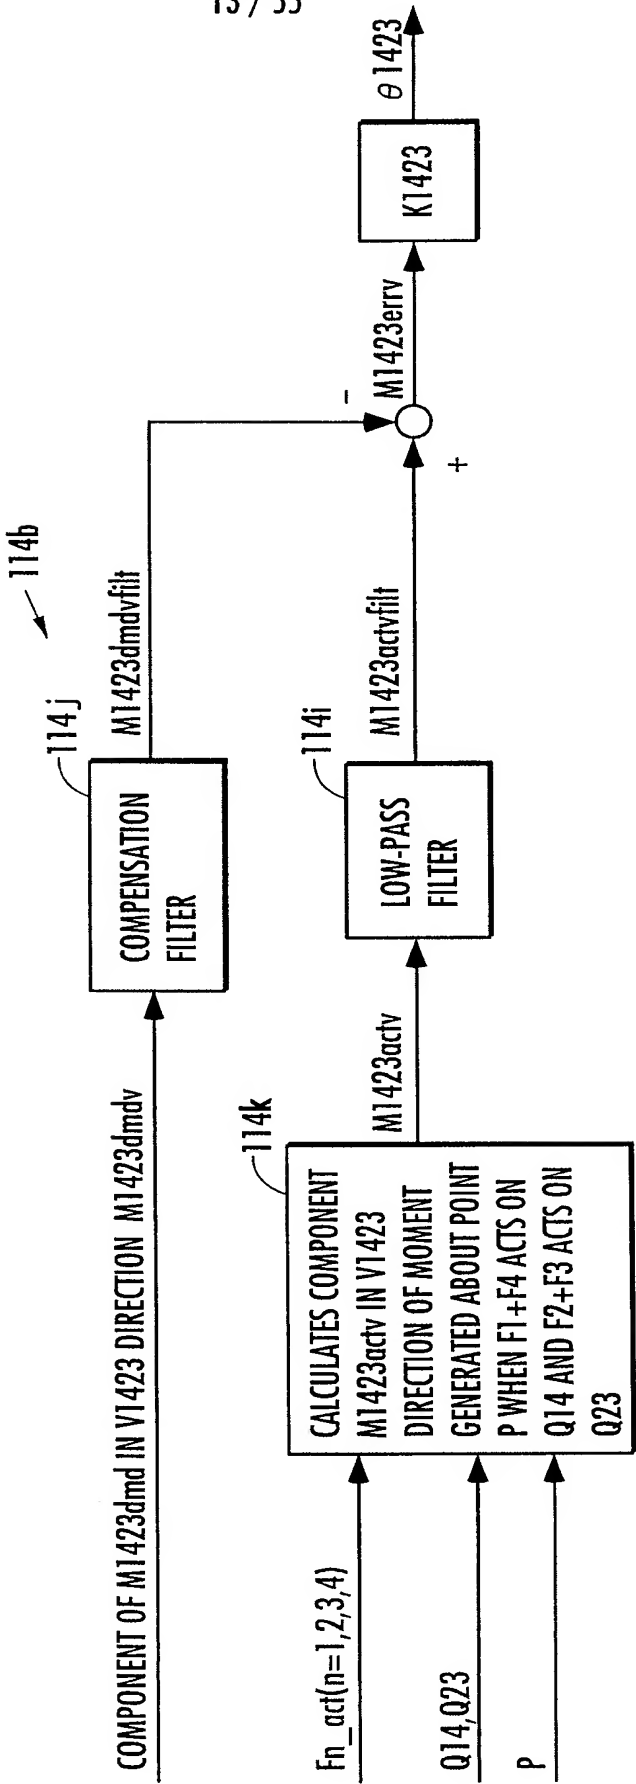 13 / 55
114b
COMPONENT OF M1423dmd IN V1423 DIRECTION M1423dmdv
114j
COMPENSATION
FILTER
M1423dmdvfilt
Fn_act(n=1,2,3,4)
Q14,Q23
P
114k
CALCULATES COMPONENT
M1423actv IN V1423
DIRECTION OF MOMENT
GENERATED ABOUT POINT
P WHEN F1+F4 ACTS ON
Q14 AND F2+F3 ACTS ON
Q23
M1423actv
114i
LOW-PASS
FILTER
M1423actvfilt
-
+
M1423errv
K1423
θ1423